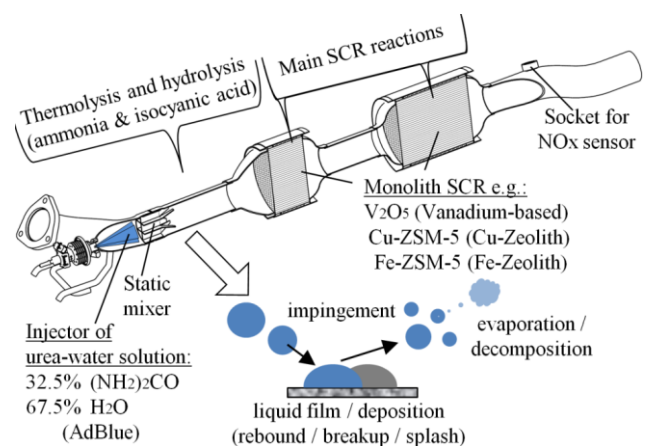 Thermolysis and hydrolysis
(ammonia & isocyanic acid)
Main SCR reactions
Socket for
NOx sensor
Monolith SCR e.g.:
V2O5 (Vanadium-based)
Cu-ZSM-5 (Cu-Zeolith)
Fe-ZSM-5 (Fe-Zeolith)
Static
mixer
Injector of
urea-water solution:
32.5% (NH2)2CO
67.5% H2O
(AdBlue)
impingement
evaporation /
decomposition
liquid film / deposition
(rebound / breakup / splash)